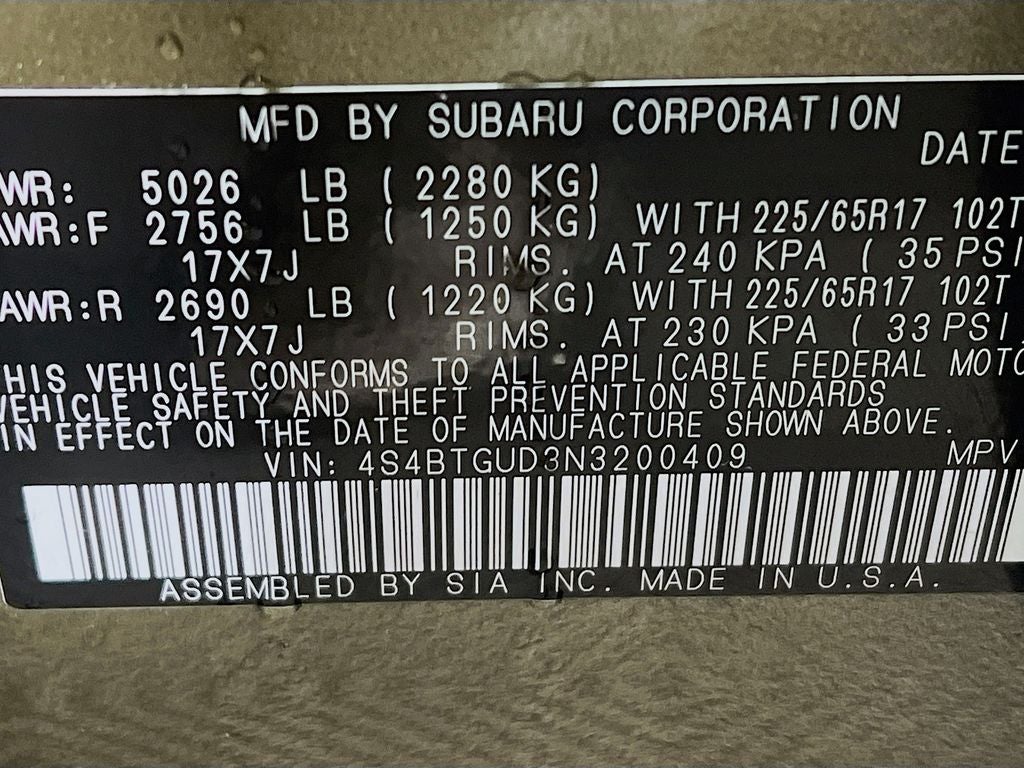 MFD BY SUBARU CORPORATION
DATE
WR: 5026 LB ( 2280 KG)
AWR:F 2756 LB ( 1250 KG) WITH 225/65R17 102T
17X7J RIMS. AT 240 KPA ( 35 PSI
AWR:R 2690 LB ( 1220 KG) WITH 225/65R17 102T
17X7J RIMS. AT 230 KPA ( 33 PSI,
HIS VEHICLE CONFORMS TO ALL APPLICABLE FEDERAL MOTO
VEHICLE SAFETY AND THEFT PREVENTION STANDARDS
IN EFFECT ON THE DATE OF MANUFACTURE SHOWN ABOVE.
VIN: 4S4BTGUD3N3200409 MPV
ASSEMBLED BY SIA INC. MADE IN U.S.A.